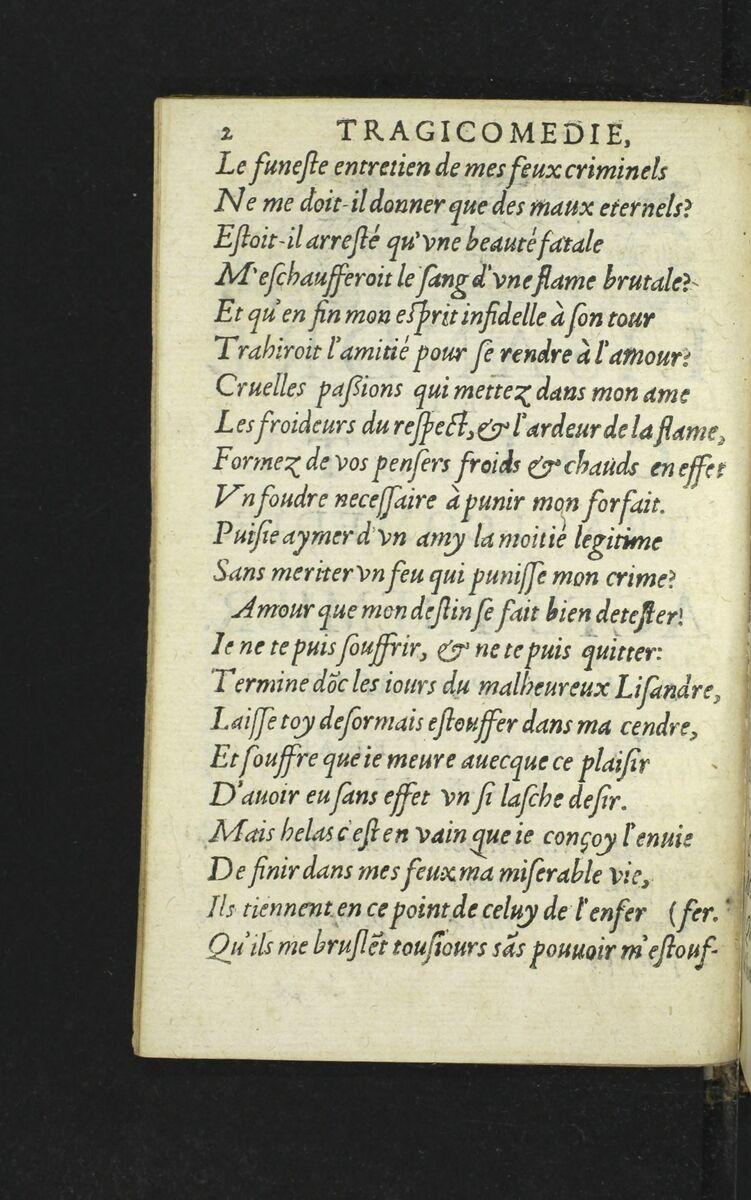 2 TRAGICOMEDIE,
Le funeſte entretien de mes feux criminels
Ne me doit-il donner que des maux eternels?
Eſtoit-il arreſté qu'vne beauté fatale
M'eſchaufferoit le ſang d'vne flame brutale?
Et qu'en fin mon eſprit infidelle à ſon tour
Trahiroit l'amitié pour ſe rendre à l'amour?
Cruelles paſsions qui mettez dans mon ame
Les froideurs du reſpect, & l'ardeur de la flame,
Formez de vos penſers froids & chauds en effet
Vn foudre neceſſaire à punir mon forfait.
Puiſie aymer d'vn amy la moitié legitime
Sans meriter vn feu qui puniſſe mon crime?
Amour que mon deſtin ſe fait bien deteſter!
Ie ne te puis ſouffrir, & ne te puis quitter:
Termine dõc les iours du malheureux Liſandre,
Laiſſe toy deſormais eſtouffer dans ma cendre,
Et ſouffre que ie meure auecque ce plaiſir
D'auoir eu ſans effet vn ſi laſche deſir.
Mais helas c'eſt en vain que ie conçoy l'enuie
De finir dans mes feux ma miſerable vie,
Ils tiennent en ce point de celuy de l'enfer (fer.
Qu'ils me bruſlẽt touſiours sãs pouuoir m'eſtouf-